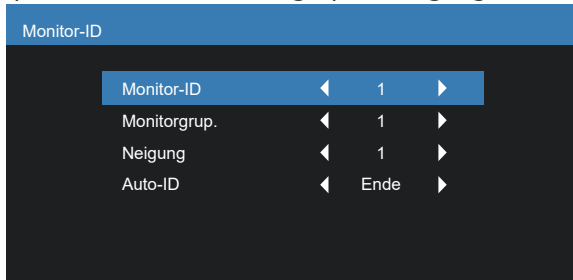 Monitor-ID
Monitor-ID 1
Monitorgrup. 1
Neigung 1
Auto-ID Ende